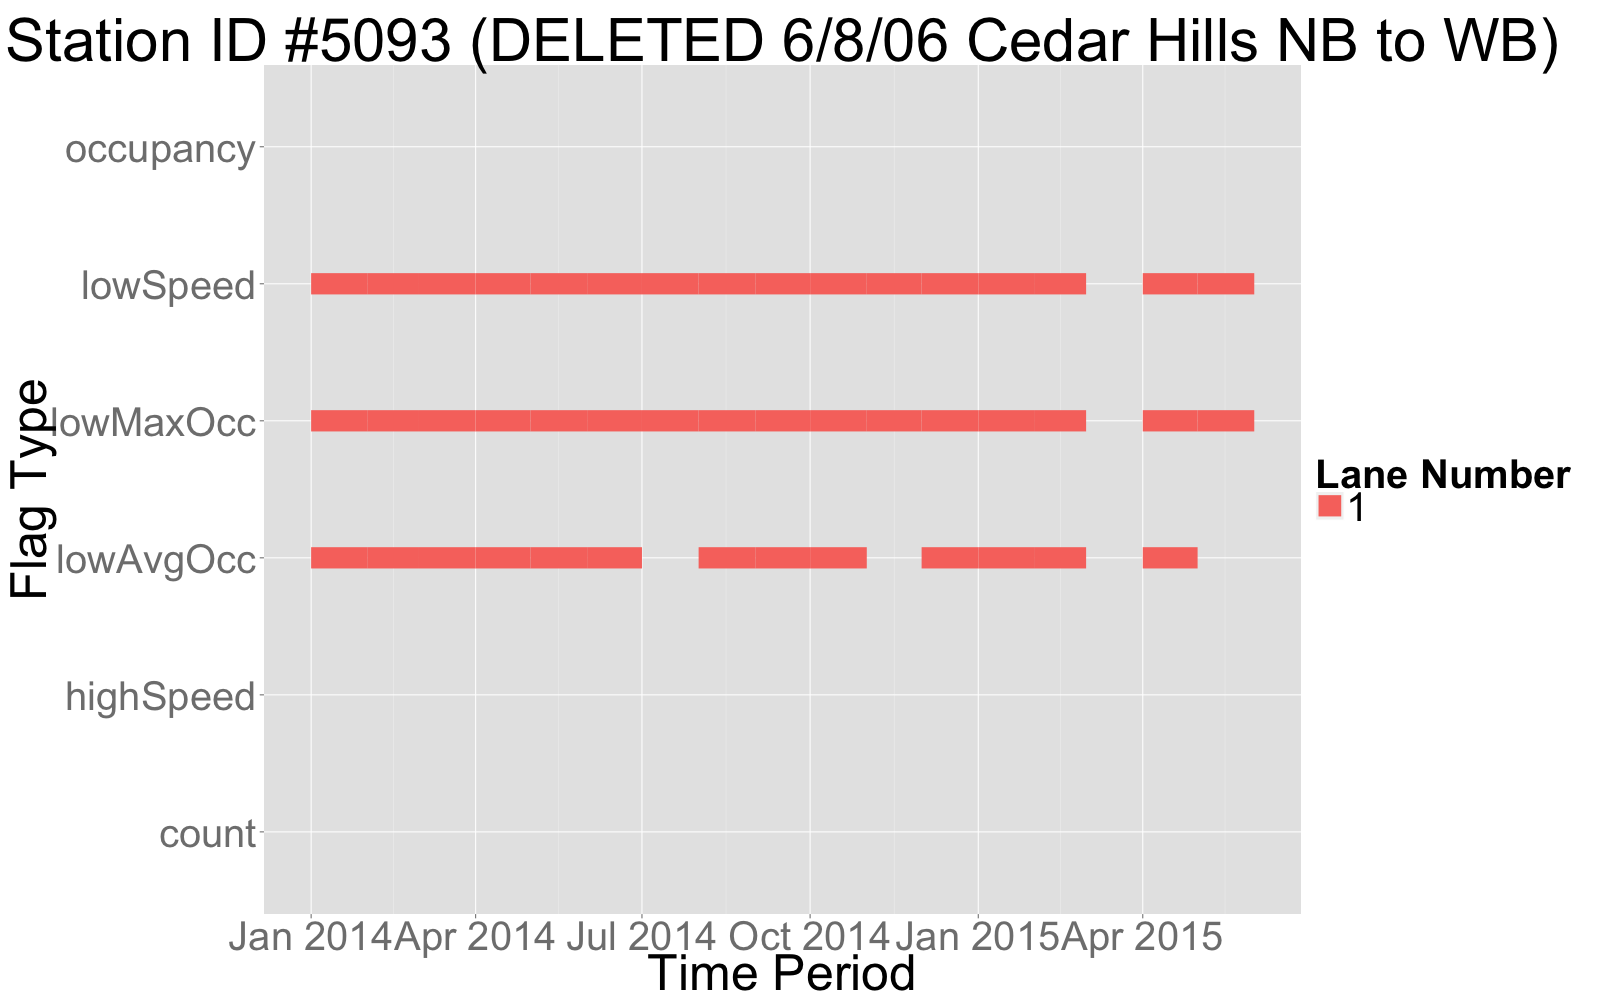 Station ID #5093 (DELETED 6/8/06 Cedar Hills NB to WB)
occupancy
lowSpeed
lowMaxOcc
lowAvgOcc
highSpeed
count
Flag Type
Jan 2014 Apr 2014 Jul 2014 Oct 2014 Jan 2015 Apr 2015
Time Period
Lane Number
1